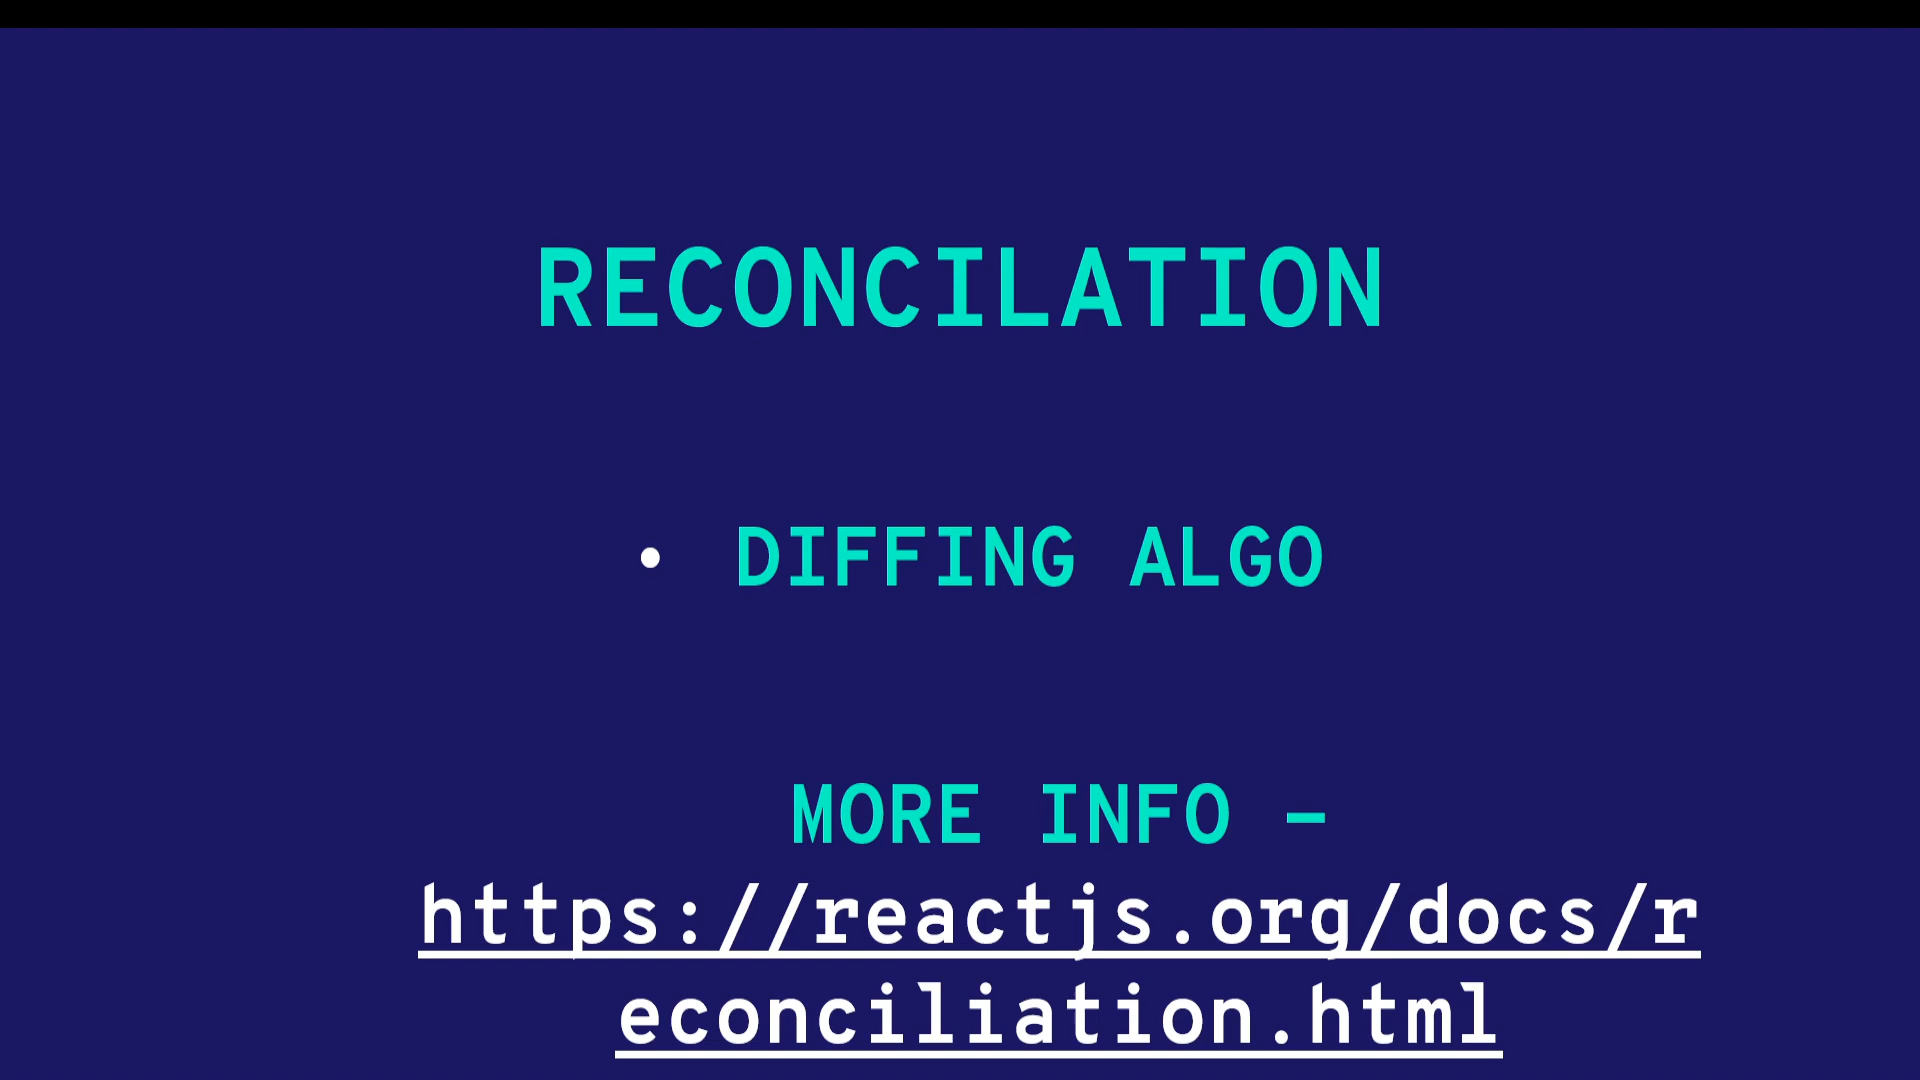 RECONCILATION
• DIFFING ALGO
MORE INFO –
https://reactjs.org/docs/r
econciliation.html